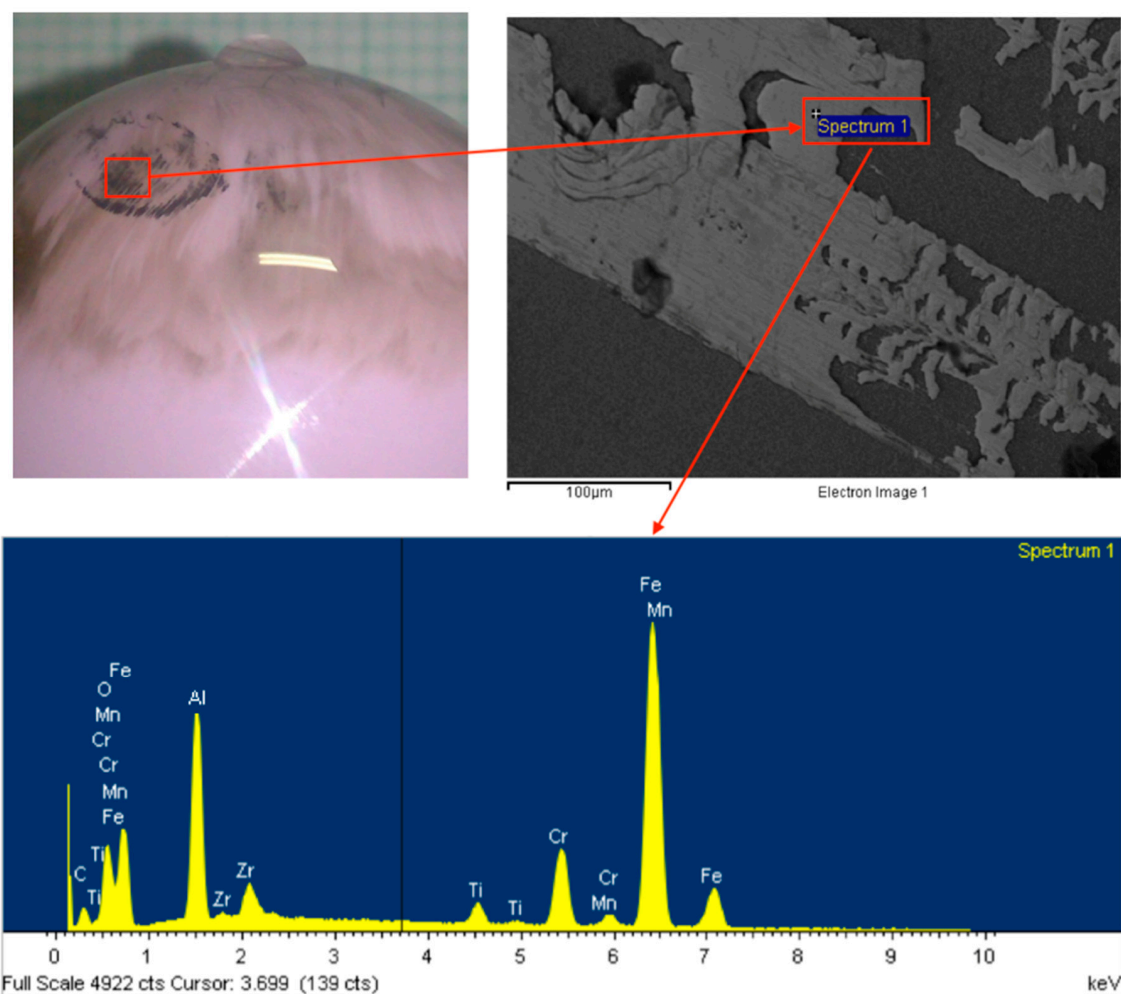 Spectrum 1
100µm
Electron Image 1
Spectrum 1
Fe
Mn
Fe
O
Mn
Cr
Cr
Mn
Fe
Ti
C
Ti
Al
Zr
Zr
Ti
Ti
Cr
Cr
Mn
Fe
0 1 2 3 4 5 6 7 8 9 10
Full Scale 4922 cts Cursor: 3.699 (139 cts) keV